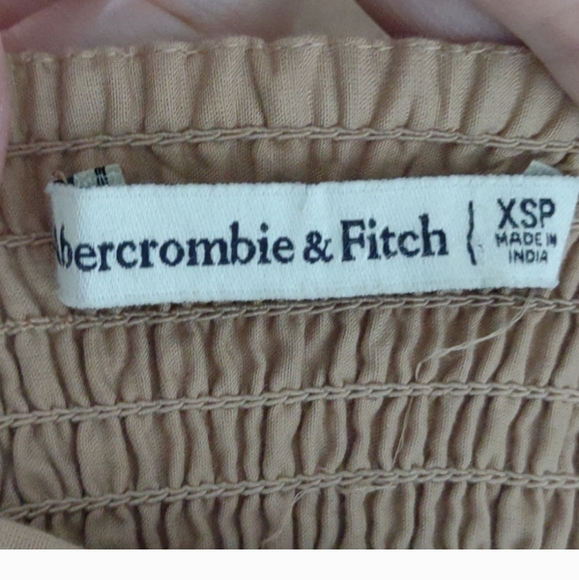 Abercrombie & Fitch
XSP
MADE IN
INDIA